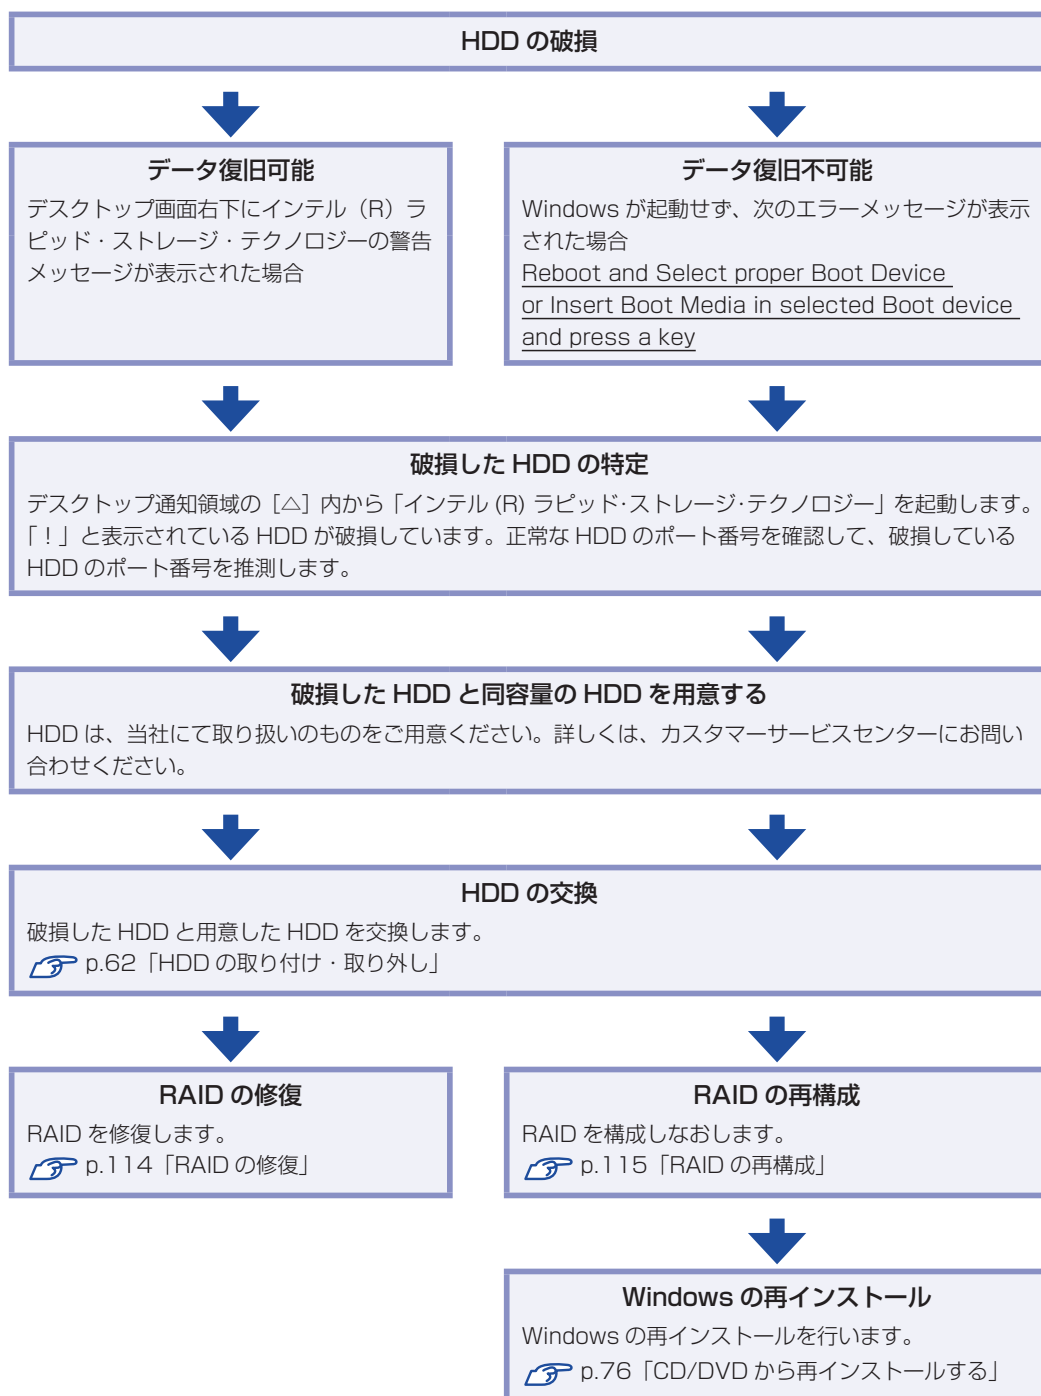 HDD の破損
データ復旧可能
デスクトップ画面右下にインテル（R）ラ
ピッド・ストレージ・テクノロジーの警告
メッセージが表示された場合
データ復旧不可能
Windows が起動せず、次のエラーメッセージが表示
された場合
Reboot and Select proper Boot Device
or Insert Boot Media in selected Boot device
and press a key
破損した HDD の特定
デスクトップ通知領域の［△］内から「インテル (R) ラピッド・ストレージ・テクノロジー」を起動します。
「！」と表示されている HDD が破損しています。正常な HDD のポート番号を確認して、破損している
HDD のポート番号を推測します。
破損した HDD と同容量の HDD を用意する
HDD は、当社にて取り扱いのものをご用意ください。詳しくは、カスタマーサービスセンターにお問い
合わせください。
HDD の交換
破損した HDD と用意した HDD を交換します。
p.62「HDD の取り付け・取り外し」
RAID の修復
RAID を修復します。
p.114「RAID の修復」
RAID の再構成
RAID を構成しなおします。
p.115「RAID の再構成」
Windows の再インストール
Windows の再インストールを行います。
p.76「CD/DVD から再インストールする」